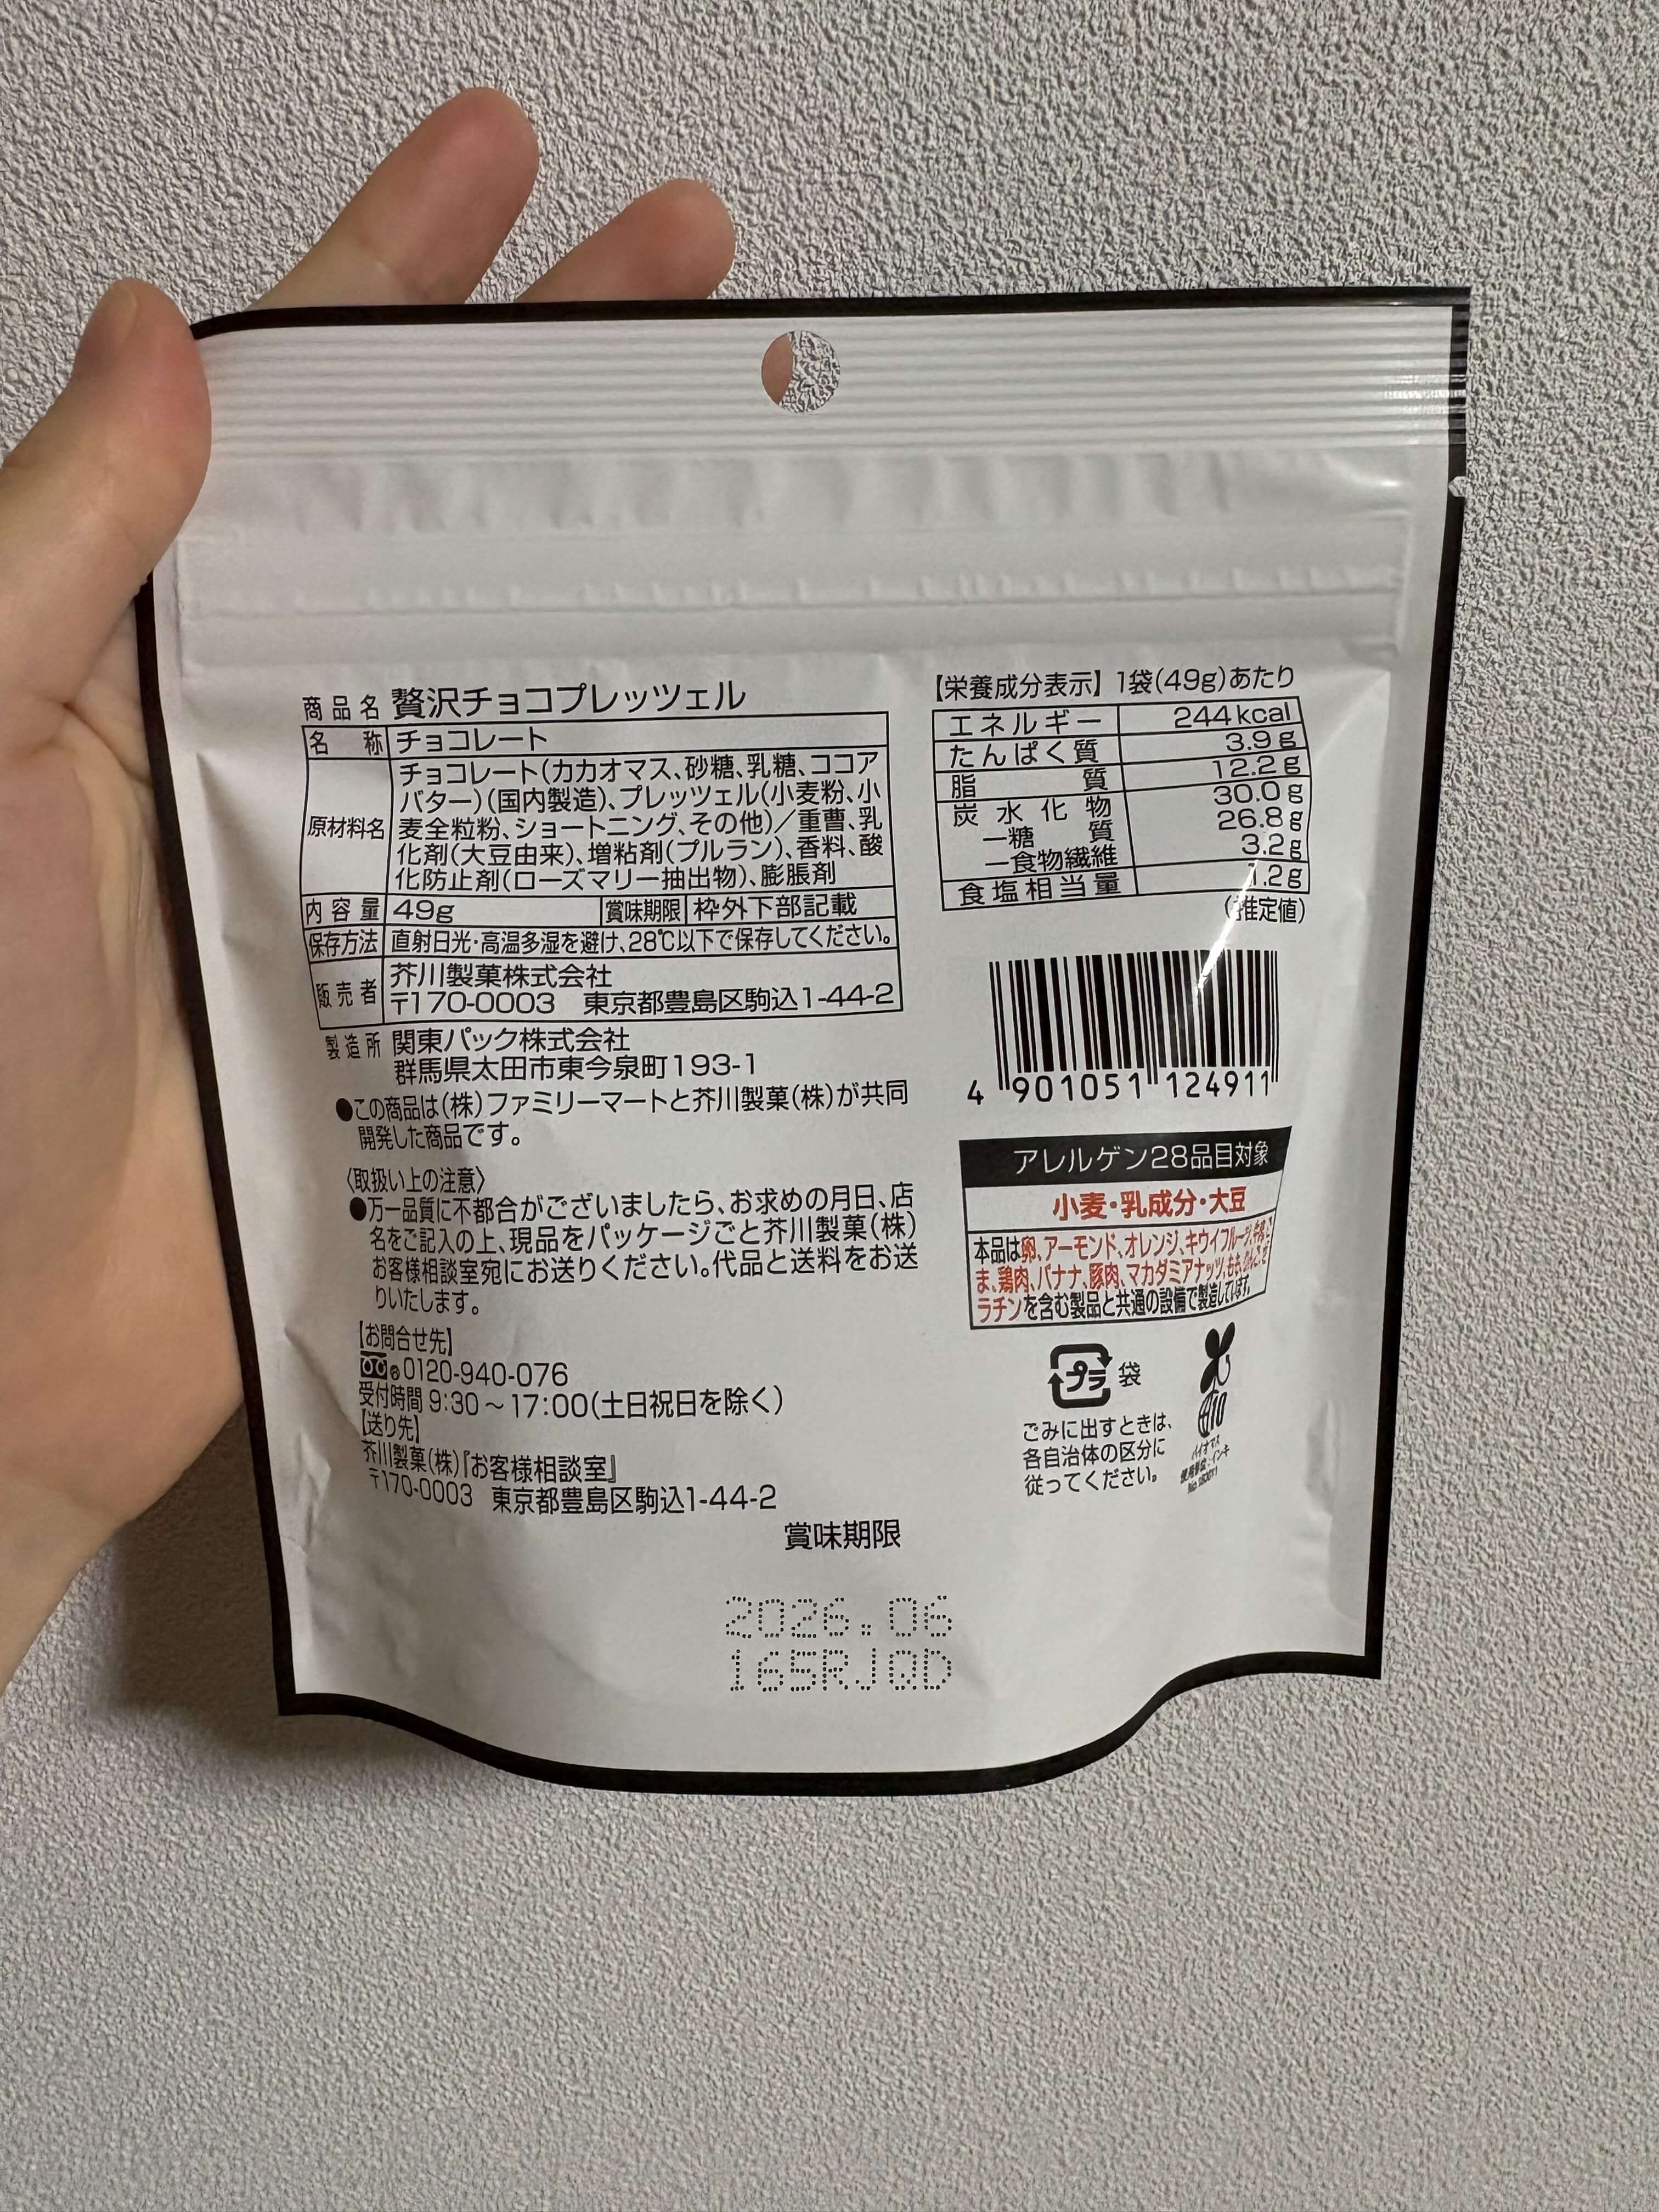 商品名 贅沢チョコプレッツェル
名称 チョコレート
原材料名 チョコレート(カカオマス、砂糖、乳糖、ココア
バター)(国内製造)、プレッツェル(小麦粉、小
麦全粒粉、ショートニング、その他)／重曹、乳
化剤(大豆由来)、増粘剤(プルラン)、香料、酸
化防止剤(ローズマリー抽出物)、膨脹剤
内容量 49g 賞味期限 枠外下部記載
保存方法 直射日光・高温多湿を避け、28℃以下で保存してください。
販売者 芥川製菓株式会社
〒170-0003 東京都豊島区駒込1-44-2
製造所 関東パック株式会社
群馬県太田市東今泉町193-1
●この商品は(株)ファミリーマートと芥川製菓(株)が共同
開発した商品です。
〈取扱い上の注意〉
●万一品質に不都合がございましたら、お求めの月日、店
名をご記入の上、現品をパッケージごと芥川製菓(株)
お客様相談室宛にお送りください。代品と送料をお送
りいたします。
【お問合せ先】
0120-940-076
受付時間 9:30～17:00(土日祝日を除く)
【送り先】
芥川製菓(株)『お客様相談室』
〒170-0003 東京都豊島区駒込1-44-2
賞味期限
2026.06
165RJQD
【栄養成分表示】1袋(49g)あたり
エネルギー 244kcal
たんぱく質 3.9g
脂質 12.2g
炭水化物 30.0g
－糖質 26.8g
－食物繊維 3.2g
食塩相当量 1.2g
(推定値)
4 901051 124911
アレルゲン28品目対象
小麦・乳成分・大豆
本品は卵、アーモンド、オレンジ、キウイフルーツ、牛肉、ご
ま、鶏肉、バナナ、豚肉、マカダミアナッツ、もも、りんご、ゼ
ラチンを含む製品と共通の設備で製造しています。
プラ 袋
ごみに出すときは、
各自治体の区分に
従ってください。
バイオマス